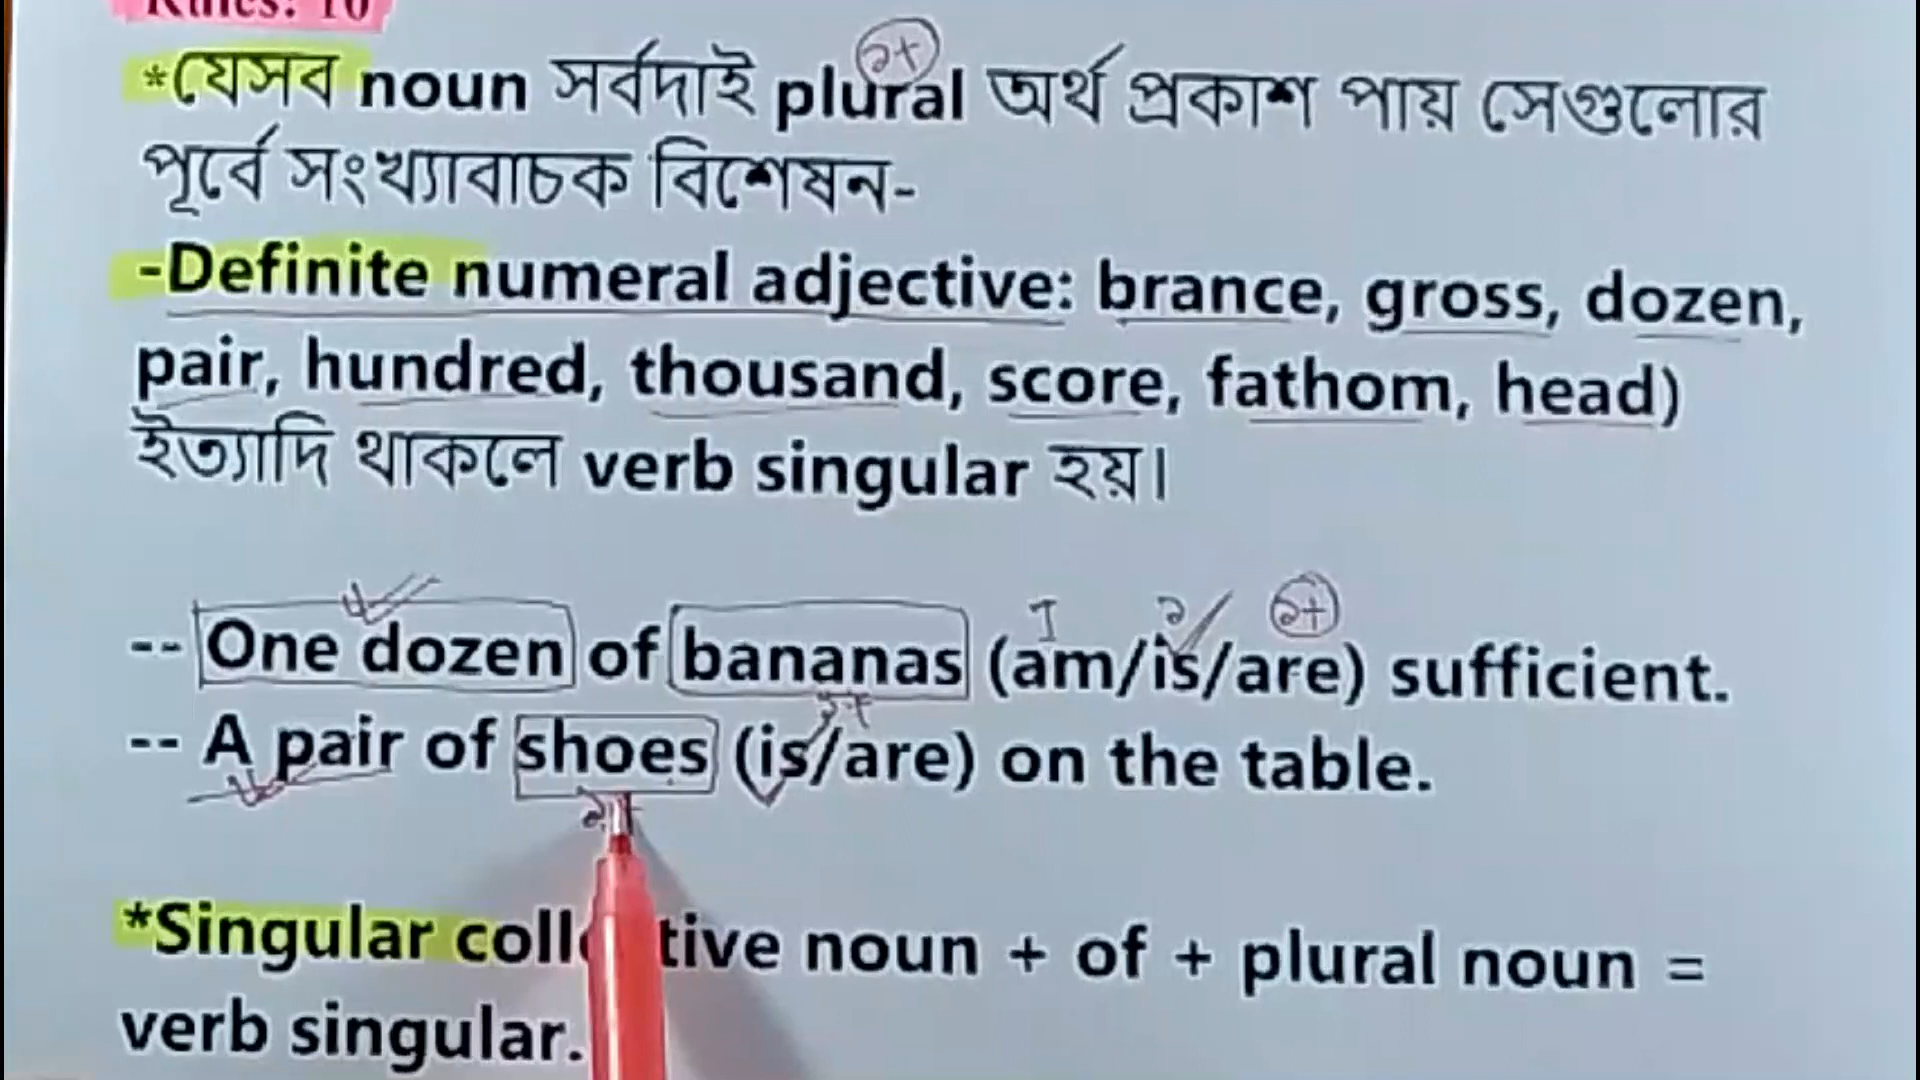 Rules: 10
*যেসব noun সর্বদাই plural অর্থ প্রকাশ পায় সেগুলোর
পূর্বে সংখ্যাবাচক বিশেষন-
-Definite numeral adjective: brance, gross, dozen,
pair, hundred, thousand, score, fathom, head)
ইত্যাদি থাকলে verb singular হয়।
-- One dozen of bananas (am/is/are) sufficient.
-- A pair of shoes (is/are) on the table.
*Singular noun + of + plural noun =
verb singular.